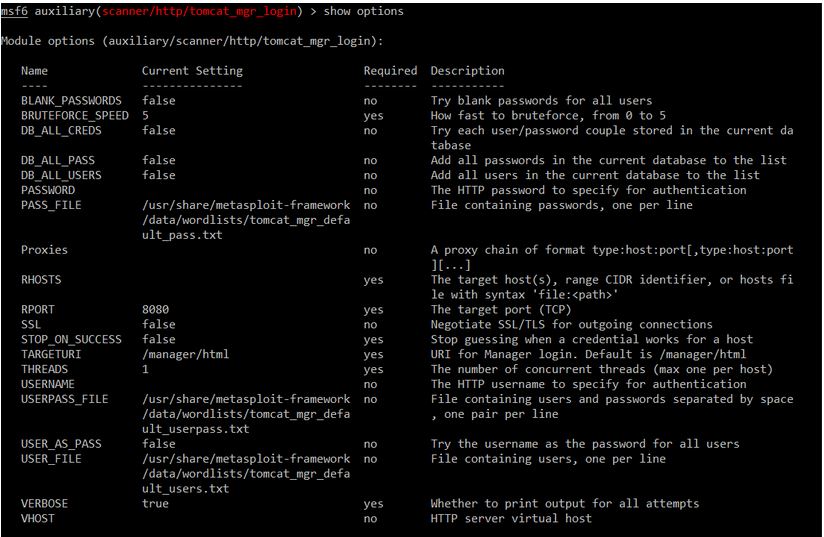 msf6 auxiliary(scanner/http/tomcat_mgr_login) > show options
Module options (auxiliary/scanner/http/tomcat_mgr_login):
Name Current Setting Required Description
---- --------------- -------- -----------
BLANK_PASSWORDS false no Try blank passwords for all users
BRUTEFORCE_SPEED 5 yes How fast to bruteforce, from 0 to 5
DB_ALL_CREDS false no Try each user/password couple stored in the current da
tabase
DB_ALL_PASS false no Add all passwords in the current database to the list
DB_ALL_USERS false no Add all users in the current database to the list
PASSWORD no The HTTP password to specify for authentication
PASS_FILE /usr/share/metasploit-framework no File containing passwords, one per line
/data/wordlists/tomcat_mgr_defa
ult_pass.txt
Proxies no A proxy chain of format type:host:port[,type:host:port
][...]
RHOSTS yes The target host(s), range CIDR identifier, or hosts fi
le with syntax 'file:<path>'
RPORT 8080 yes The target port (TCP)
SSL false no Negotiate SSL/TLS for outgoing connections
STOP_ON_SUCCESS false yes Stop guessing when a credential works for a host
TARGETURI /manager/html yes URI for Manager login. Default is /manager/html
THREADS 1 yes The number of concurrent threads (max one per host)
USERNAME no The HTTP username to specify for authentication
USERPASS_FILE /usr/share/metasploit-framework no File containing users and passwords separated by space
/data/wordlists/tomcat_mgr_defa , one pair per line
ult_userpass.txt
USER_AS_PASS false no Try the username as the password for all users
USER_FILE /usr/share/metasploit-framework no File containing users, one per line
/data/wordlists/tomcat_mgr_defa
ult_users.txt
VERBOSE true yes Whether to print output for all attempts
VHOST no HTTP server virtual host